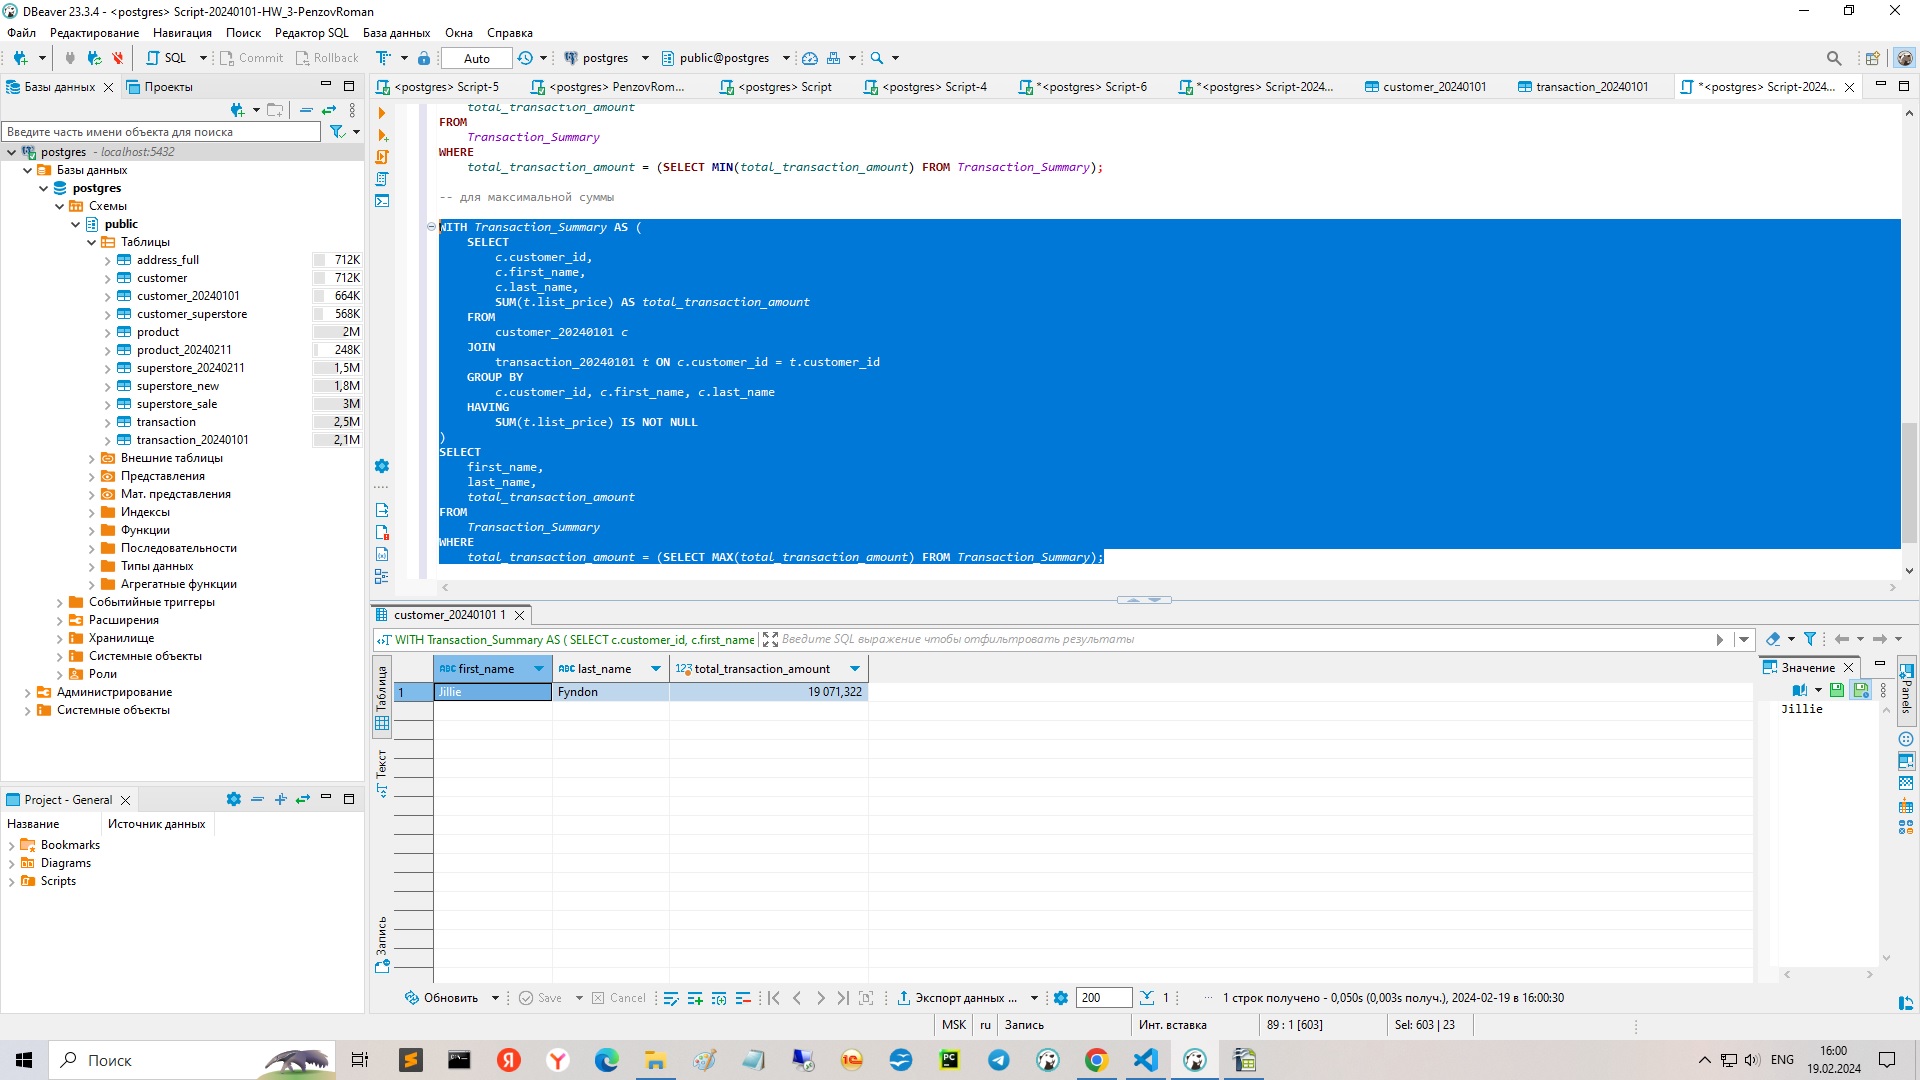 DBeaver 23.3.4 - <postgres> Script-20240101-HW_3-PenzovRoman
Файл Редактирование Навигация Поиск Редактор SQL База данных Окна Справка
SQL Commit Rollback Auto postgres public@postgres
Базы данных Проекты
<postgres> Script-5 <postgres> PenzovRom... <postgres> Script <postgres> Script-4 *<postgres> Script-6 *<postgres> Script-2024... customer_20240101 transaction_20240101 *<postgres> Script-2024...
Введите часть имени объекта для поиска
postgres - localhost:5432
Базы данных
postgres
Схемы
public
Таблицы
address_full 712K
customer 712K
customer_20240101 664K
customer_superstore 568K
product 2M
product_20240211 248K
superstore_20240211 1,5M
superstore_new 1,8M
superstore_sale 3M
transaction 2,5M
transaction_20240101 2,1M
Внешние таблицы
Представления
Мат. представления
Индексы
Функции
Последовательности
Типы данных
Агрегатные функции
Событийные триггеры
Расширения
Хранилище
Системные объекты
Роли
Администрирование
Системные объекты
total_transaction_amount
FROM
Transaction_Summary
WHERE
total_transaction_amount = (SELECT MIN(total_transaction_amount) FROM Transaction_Summary);
-- для максимальной суммы
WITH Transaction_Summary AS (
SELECT
c.customer_id,
c.first_name,
c.last_name,
SUM(t.list_price) AS total_transaction_amount
FROM
customer_20240101 c
JOIN
transaction_20240101 t ON c.customer_id = t.customer_id
GROUP BY
c.customer_id, c.first_name, c.last_name
HAVING
SUM(t.list_price) IS NOT NULL
)
SELECT
first_name,
last_name,
total_transaction_amount
FROM
Transaction_Summary
WHERE
total_transaction_amount = (SELECT MAX(total_transaction_amount) FROM Transaction_Summary);
Project - General
Название Источник данных
Bookmarks
Diagrams
Scripts
customer_20240101 1
WITH Transaction_Summary AS ( SELECT c.customer_id, c.first_name Введите SQL выражение чтобы отфильтровать результаты
Таблица
Текст
Запись
ABC first_name ABC last_name 123 total_transaction_amount
1 Jillie Fyndon 19 071,322
Значение
Jillie
Panels
Обновить Save Cancel Экспорт данных ... 200 1 ... 1 строк получено - 0,050s (0,003s получ.), 2024-02-19 в 16:00:30
MSK ru Запись Инт. вставка 89 : 1 [603] Sel: 603 | 23
Поиск
ENG 16:00
19.02.2024